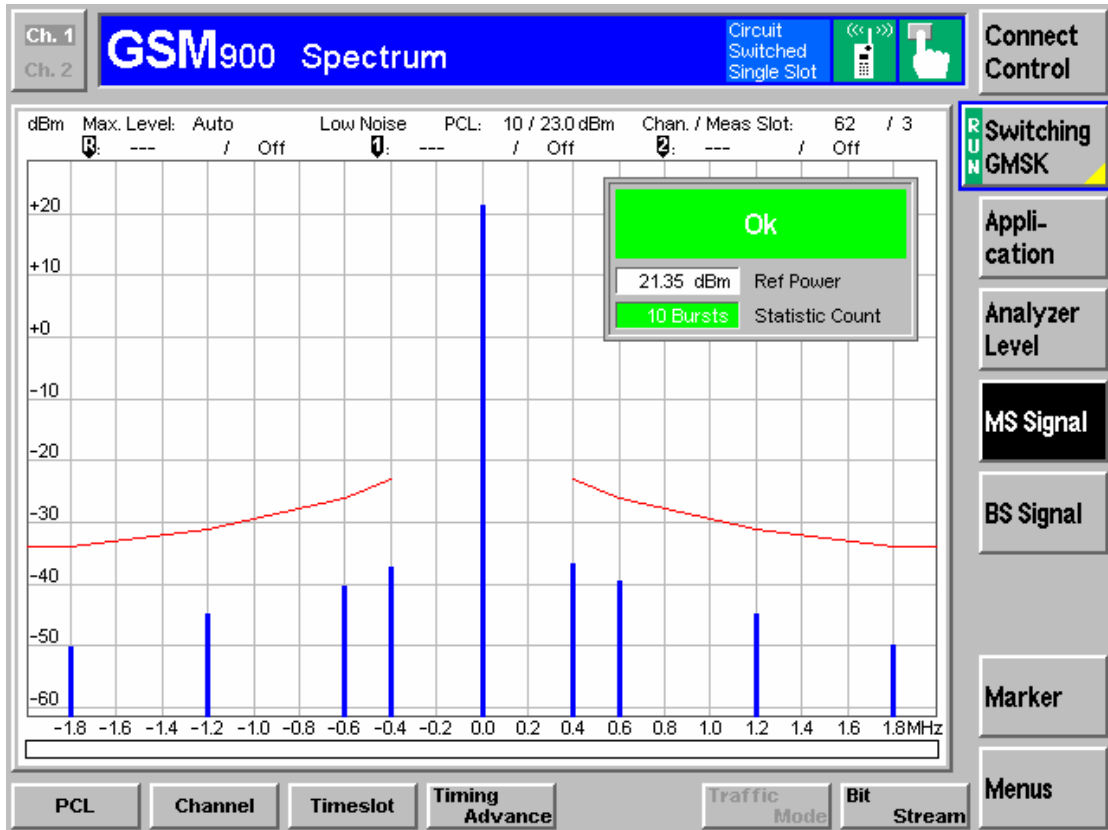 Ch. 1
Ch. 2
GSM900 Spectrum
Circuit
Switched
Single Slot
Connect
Control
dBm Max. Level: Auto Low Noise PCL: 10 / 23.0 dBm Chan. / Meas Slot: 62 / 3
R: --- / Off 1: --- / Off 2: --- / Off
RUN
Switching
GMSK
Ok
21.35 dBm Ref Power
10 Bursts Statistic Count
+20
+10
+0
-10
-20
-30
-40
-50
-60
-1.8 -1.6 -1.4 -1.2 -1.0 -0.8 -0.6 -0.4 -0.2 0.0 0.2 0.4 0.6 0.8 1.0 1.2 1.4 1.6 1.8MHz
Appli-
cation
Analyzer
Level
MS Signal
BS Signal
Marker
Menus
PCL
Channel
Timeslot
Timing
Advance
Traffic
Mode
Bit
Stream